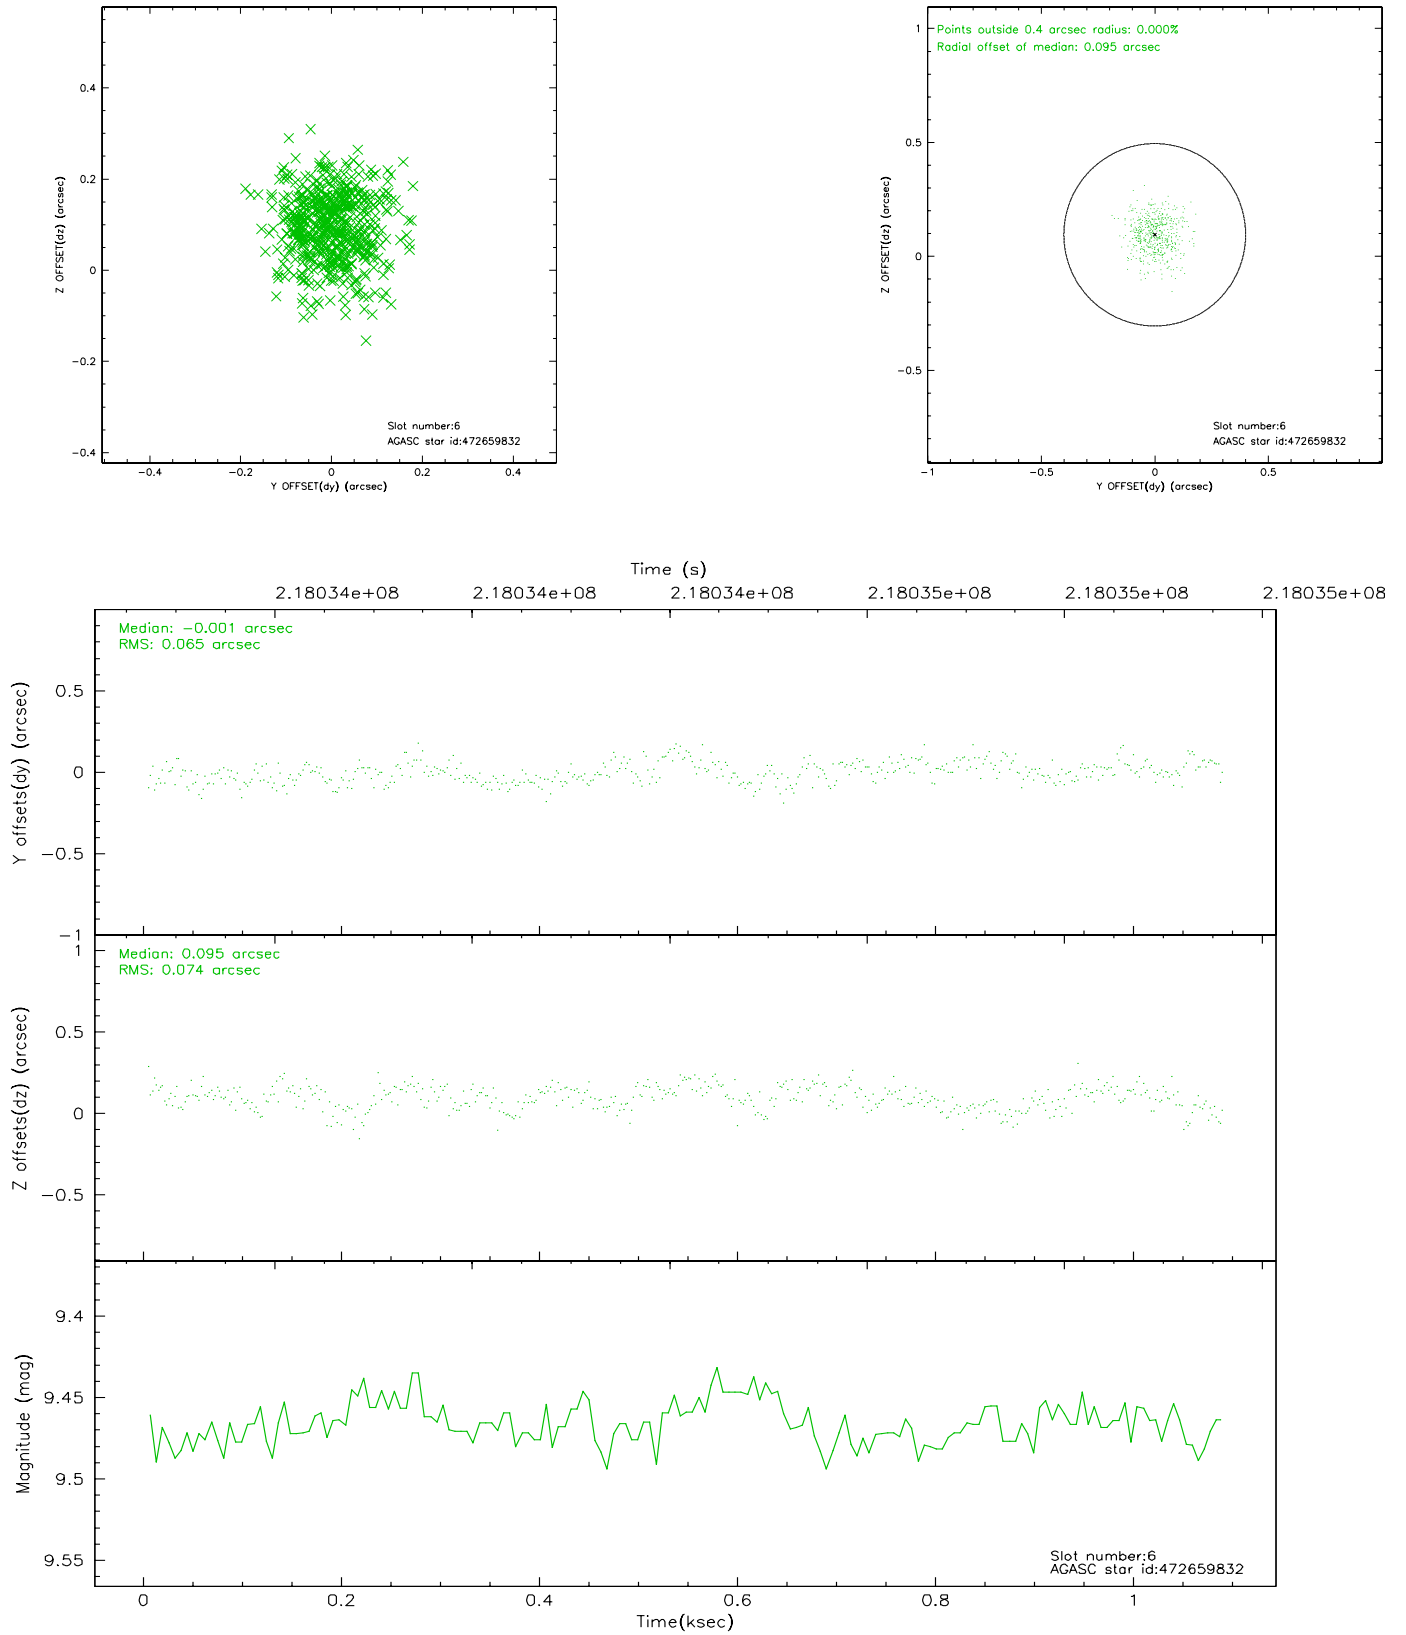 Points outside 0.4 arcsec radius: 0.000%
Radial offset of median: 0.095 arcsec
0.4
0.2
0
-0.2
-0.4
Z OFFSET(dz) (arcsec)
Slot number:6
AGASC star id:472659832
-0.4 -0.2 0 0.2 0.4
Y OFFSET(dy) (arcsec)
1
0.5
0
-0.5
Z OFFSET(dz) (arcsec)
Slot number:6
AGASC star id:472659832
-1 -0.5 0 0.5
Y OFFSET(dy) (arcsec)
Time (s)
2.18034e+08 2.18034e+08 2.18034e+08 2.18035e+08 2.18035e+08 2.18035e+08
Median: -0.001 arcsec
RMS: 0.065 arcsec
0.5
0
-0.5
-1
Y offsets(dy) (arcsec)
Median: 0.095 arcsec
RMS: 0.074 arcsec
1
0.5
0
-0.5
Z offsets(dz) (arcsec)
9.4
9.45
9.5
9.55
Magnitude (mag)
Slot number:6
AGASC star id:472659832
0 0.2 0.4 0.6 0.8 1
Time(ksec)